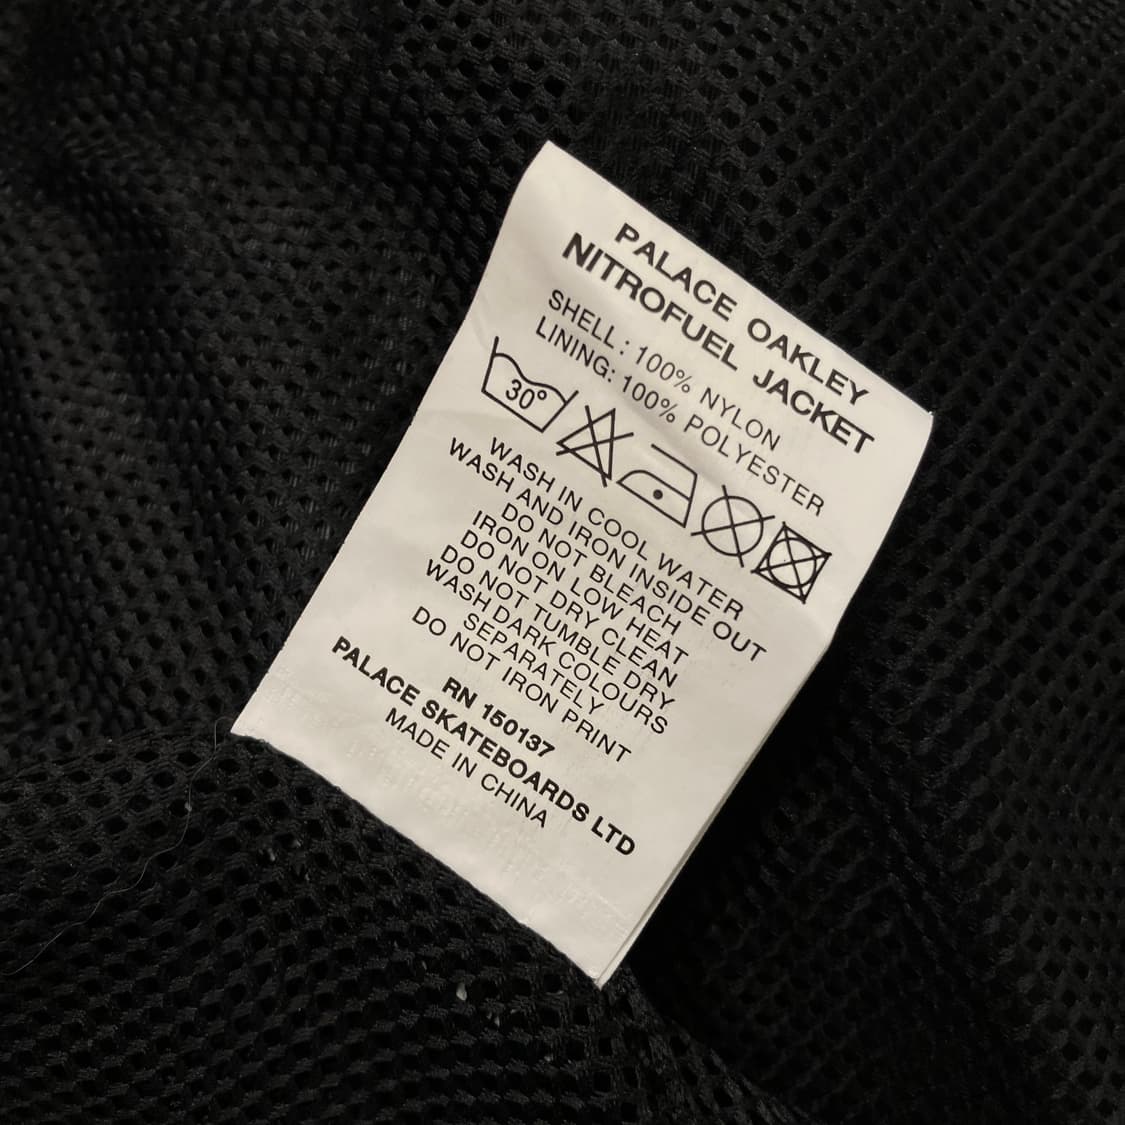 PALACE OAKLEY
NITROFUEL JACKET
SHELL: 100% NYLON
LINING: 100% POLYESTER
30°
WASH IN COOL WATER
WASH AND IRON INSIDE OUT
DO NOT BLEACH
IRON ON LOW HEAT
DO NOT DRY CLEAN
DO NOT TUMBLE DRY
WASH DARK COLOURS
SEPARATELY
DO NOT IRON PRINT
RN 150137
PALACE SKATEBOARDS LTD
MADE IN CHINA